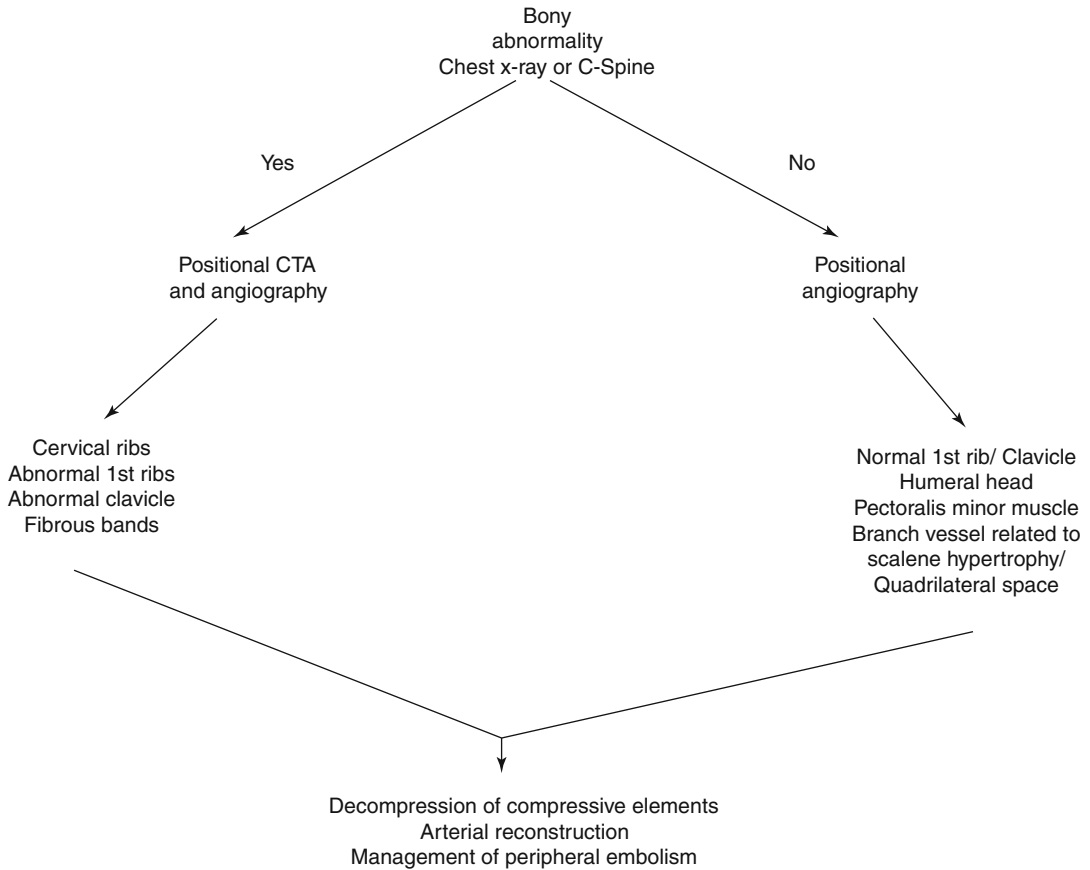 Bony
abnormality
Chest x-ray or C-Spine
Yes
No
Positional CTA
and angiography
Positional
angiography
Cervical ribs
Abnormal 1st ribs
Abnormal clavicle
Fibrous bands
Normal 1st rib/ Clavicle
Humeral head
Pectoralis minor muscle
Branch vessel related to
scalene hypertrophy/
Quadrilateral space
Decompression of compressive elements
Arterial reconstruction
Management of peripheral embolism